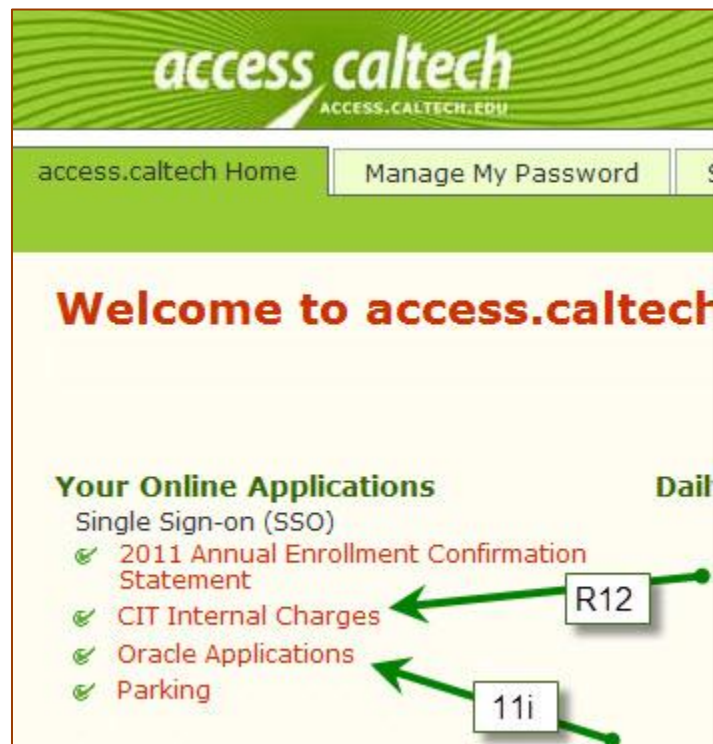 access caltech
ACCESS.CALTECH.EDU
access.caltech Home
Manage My Password
Welcome to access.caltech
Your Online Applications
Single Sign-on (SSO)
2011 Annual Enrollment Confirmation
Statement
CIT Internal Charges
R12
Oracle Applications
Parking
11i